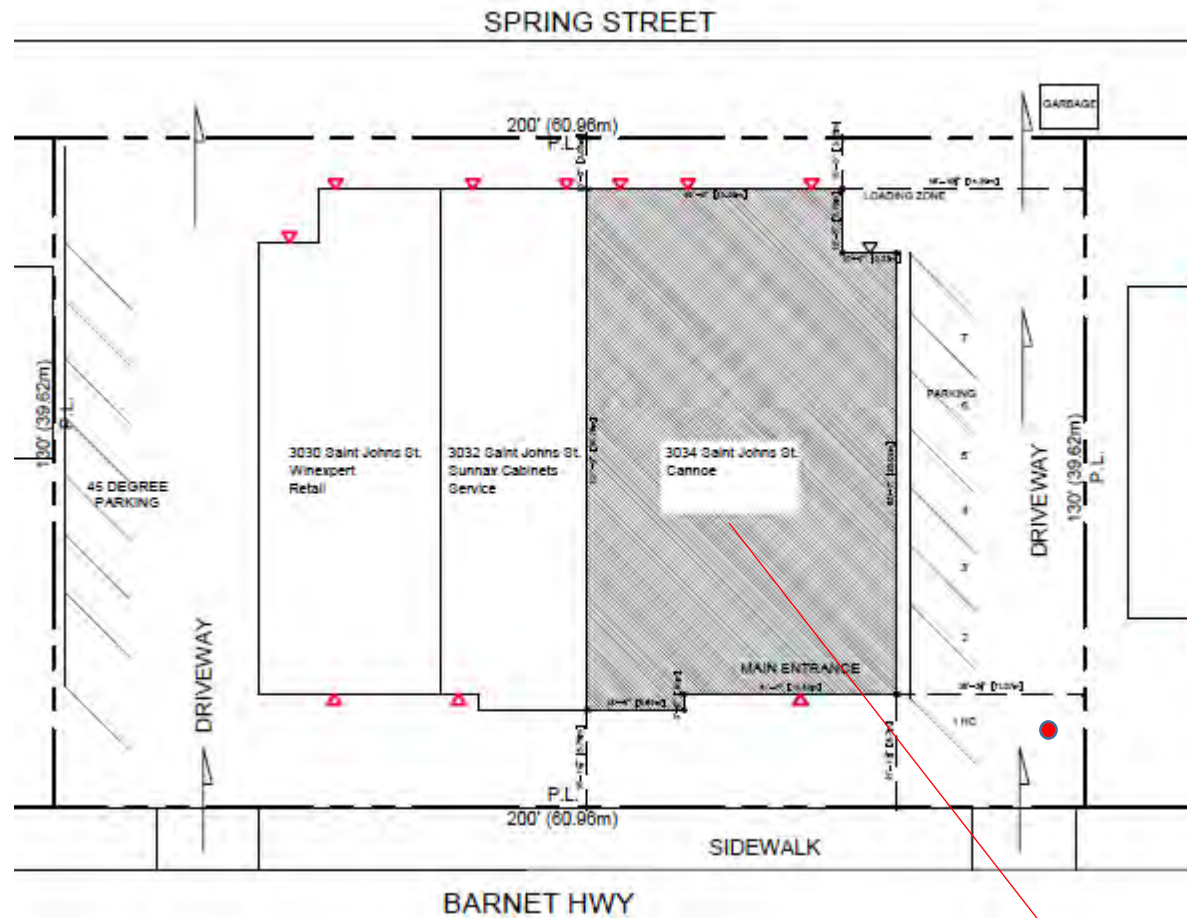 SPRING STREET
GARBAGE
200' (60.96m)
P.L.
LOADING ZONE
130' (39.62m)
P.L.
7
PARKING
6
5
4
3
2
1 HC
3030 Saint Johns St.
Winexpert
Retail
3032 Saint Johns St.
Sunnax Cabinets
Service
3034 Saint Johns St.
Cannoe
45 DEGREE
PARKING
DRIVEWAY
DRIVEWAY
130' (39.62m)
P.L.
MAIN ENTRANCE
P.L.
200' (60.96m)
SIDEWALK
BARNET HWY